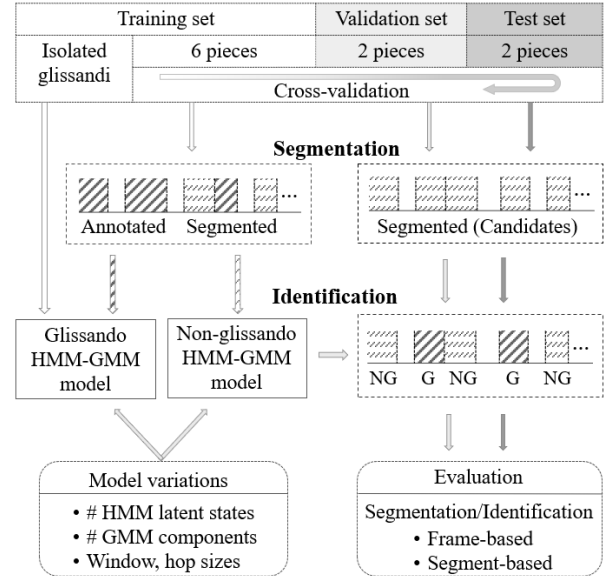 Training set Validation set Test set
Isolated glissandi 6 pieces 2 pieces 2 pieces
Cross-validation
Segmentation
... ...
Annotated Segmented Segmented (Candidates)
Identification
Glissando
HMM-GMM
model
Non-glissando
HMM-GMM
model
...
NG G NG G NG
Model variations
• # HMM latent states
• # GMM components
• Window, hop sizes
Evaluation
Segmentation/Identification
• Frame-based
• Segment-based